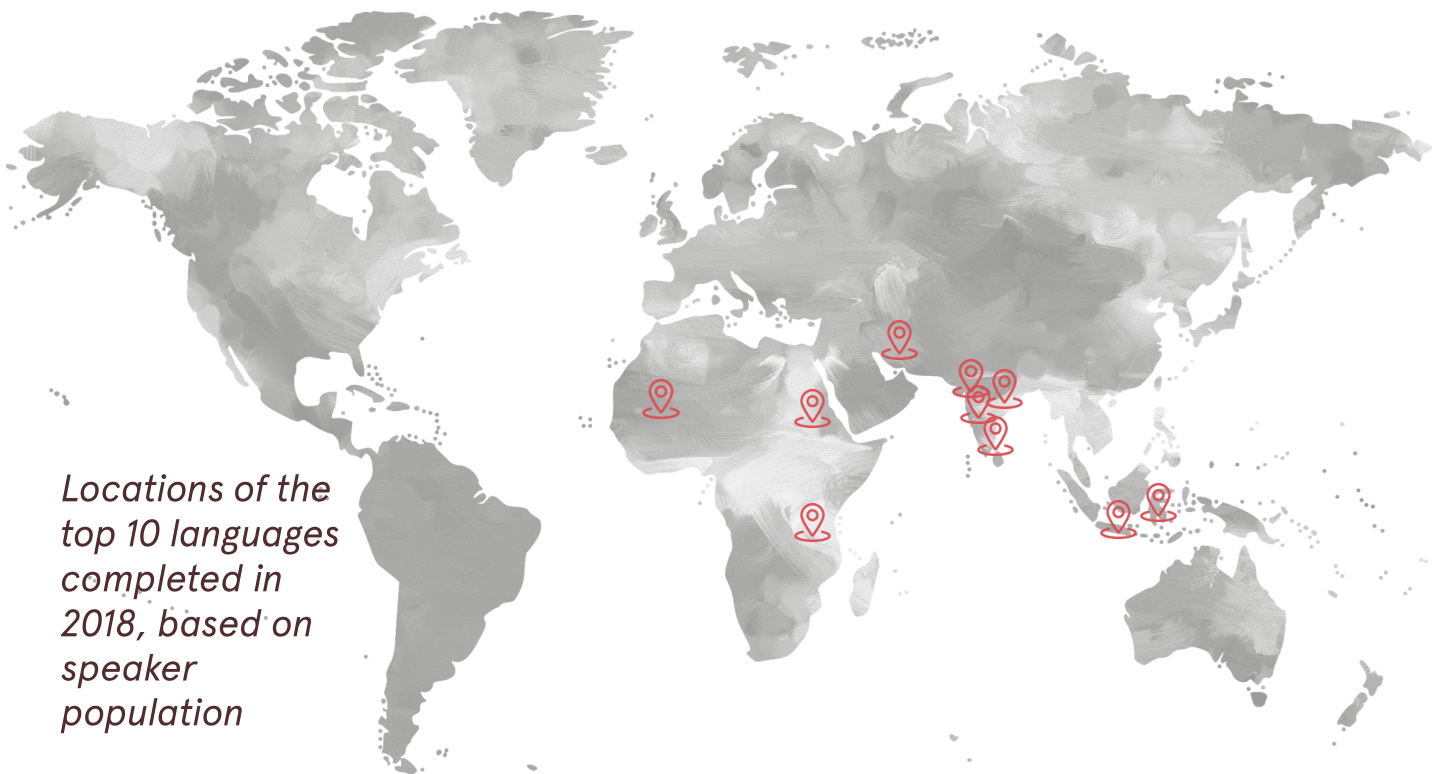 Locations of the
top 10 languages
completed in
2018, based on
speaker
population